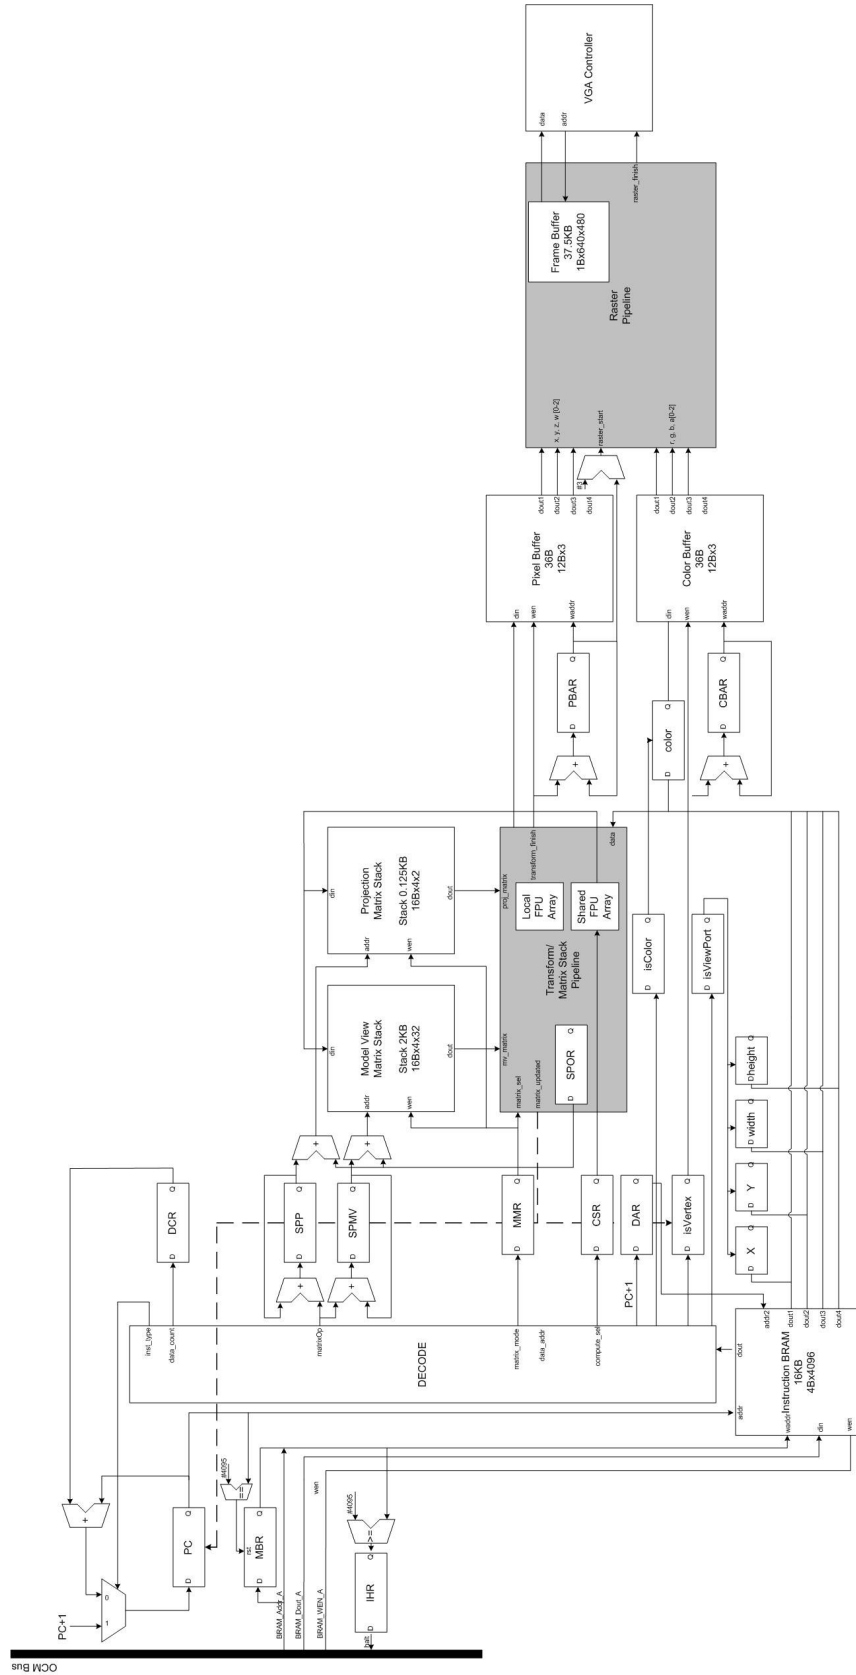 OCM Bus
PC+1
1
0
+
D
PC
Q
inst_type
data_count
D
DCR
Q
#4095
==
rst
D
MBR
Q
BRAM_Addr_A
BRAM_Dout_A
BRAM_WEN_A
wen
#4095
>=
D
IHR
Q
halt
DECODE
matrixOp
matrix_mode
data_addr
compute_sel
+
+
D
SPP
Q
D
SPMV
Q
+
+
D
MMR
Q
D
CSR
Q
PC+1
D
DAR
Q
D
isVertex
Q
addr
dout
waddr
din
wen
Instruction BRAM
16KB
4Bx4096
addr2
dout1
dout2
dout3
dout4
D
X
Q
D
Y
Q
D
width
Q
D
height
Q
din
addr
wen
dout
Model View
Matrix Stack
Stack 2KB
16Bx4x32
din
addr
wen
dout
Projection
Matrix Stack
Stack 0.125KB
16Bx4x2
matrix_sel
matrix_updated
mv_matrix
proj_matrix
transform_finish
data
Transform/
Matrix Stack
Pipeline
D
SPOR
Q
Local
FPU
Array
Shared
FPU
Array
D
isColor
Q
D
isViewPort
Q
D
color
Q
+
D
PBAR
Q
+
D
CBAR
Q
din
wen
waddr
Pixel Buffer
36B
12Bx3
dout1
dout2
dout3
dout4
din
wen
waddr
Color Buffer
36B
12Bx3
dout1
dout2
dout3
dout4
#3
x, y, z, w [0-2]
raster_start
r, g, b, a[0-2]
Raster
Pipeline
Frame Buffer
37.5KB
1Bx640x480
raster_finish
data
addr
VGA Controller